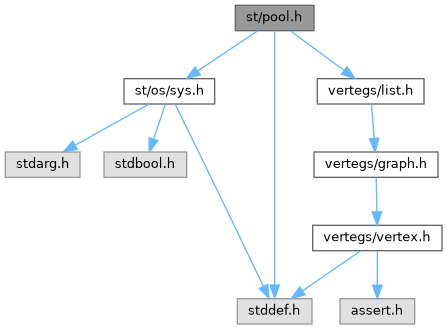 st/pool.h
st/os/sys.h
vertegs/list.h
stdarg.h
stdbool.h
vertegs/graph.h
vertegs/vertex.h
stddef.h
assert.h